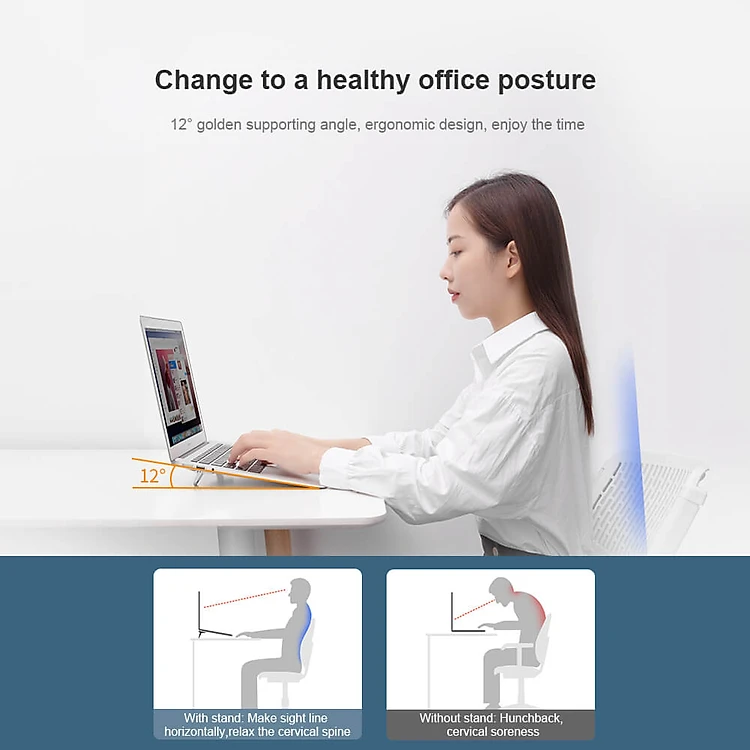 Change to a healthy office posture
12° golden supporting angle, ergonomic design, enjoy the time
12°
With stand: Make sight line
horizontally,relax the cervical spine
Without stand: Hunchback,
cervical soreness